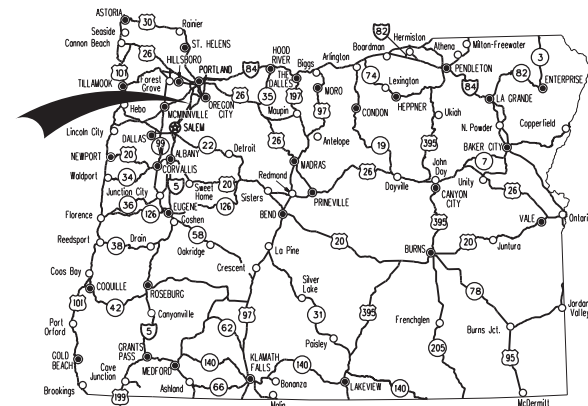 ASTORIA
30
Rainier
Seaside
Cannon Beach
26
ST. HELENS
HILLSBORO
101
Forest
Grove
PORTLAND
TILLAMOOK
OREGON
CITY
Hebo
MCMINNVILLE
84
HOOD
RIVER
THE
DALLES
Biggs
26
35
197
Maupin
MORO
97
Arlington
Boardman
82
Hermiston
Athena
Milton-Freewater
PENDLETON
74
Lexington
HEPPNER
CONDON
Ukiah
84
82
3
ENTERPRISE
LA GRANDE
N. Powder
Copperfield
BAKER CITY
Lincoln City
DALLAS
SALEM
99
22
Detroit
NEWPORT
20
ALBANY
CORVALLIS
Waldport
34
5
Sweet
Home
20
Junction City
36
126
126
Sisters
Redmond
26
MADRAS
Antelope
19
395
John
Day
7
Unity
26
PRINEVILLE
26
Dayville
CANYON
CITY
Florence
EUGENE
Goshen
BEND
395
VALE
Ontario
Reedsport
38
Drain
58
Oakridge
La Pine
20
BURNS
20
Juntura
Crescent
Coos Bay
COQUILLE
ROSEBURG
Silver
Lake
78
101
42
Canyonville
97
31
395
Frenchglen
Burns Jct.
Jordan
Valley
Port
Orford
5
62
Paisley
GOLD
BEACH
GRANTS
PASS
MEDFORD
140
KLAMATH
FALLS
140
205
95
Cave
Junction
Brookings
199
Ashland
66
Bonanza
Malin
LAKEVIEW
140
McDermitt